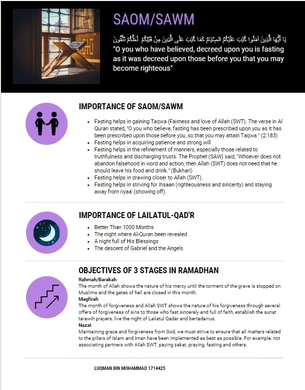 SAOM/SAWM
يَا أَيُّهَا الَّذِينَ آمَنُوا كُتِبَ عَلَيْكُمُ الصِّيَامُ كَمَا كُتِبَ عَلَى الَّذِينَ مِنْ قَبْلِكُمْ لَعَلَّكُمْ تَتَّقُونَ
"O you who have believed, decreed upon you is fasting
as it was decreed upon those before you that you may
become righteous"
IMPORTANCE OF SAOM/SAWM
• Fasting helps in gaining Taqwa (Fairness and love of Allah (SWT). The verse in Al
Quran stated, "O you who believe, fasting has been prescribed upon you as it has
been prescribed upon those before you, so that you may attain Taqwa." (2:183)
• Fasting helps in acquiring patience and strong will
• Fasting helps in the refinement of manners, especially those related to
truthfulness and discharging trusts. The Prophet (SAW) said, "Whoever does not
abandon falsehood in word and action, then Allah (SWT) does not need that he
should leave his food and drink." (Bukhari)
• Fasting helps in drawing closer to Allah (SWT).
• Fasting helps in striving for Ihsaan (righteousness and sincerity) and staying
away from riyaa' (showing off).
IMPORTANCE OF LAILATUL-QAD'R
• Better Than 1000 Months
• The night where Al-Quran been revealed
• A night full of His Blessings
• The descent of Gabriel and the Angels
OBJECTIVES OF 3 STAGES IN RAMADHAN
Rahmah/Barakah
The month of Allah shows the nature of his mercy until the torment of the grave is stopped on
Muslims and the gates of hell are closed in this month.
Magfirah
The month of forgiveness and Allah SWT shows the nature of his forgiveness through several
offers of forgiveness of sins to those who fast sincerely and full of faith, establish the sunat
tarawih prayers, live the night of Lailatul Qadar and bertadarrus.
Nazat
Maintaining grace and forgiveness from God, we must strive to ensure that all matters related
to the pillars of Islam and Iman have been implemented as best as possible. For example, not
associating partners with Allah SWT, paying zakat, praying, fasting and others.
LUQMAN BIN MOHAMMAD 1714425